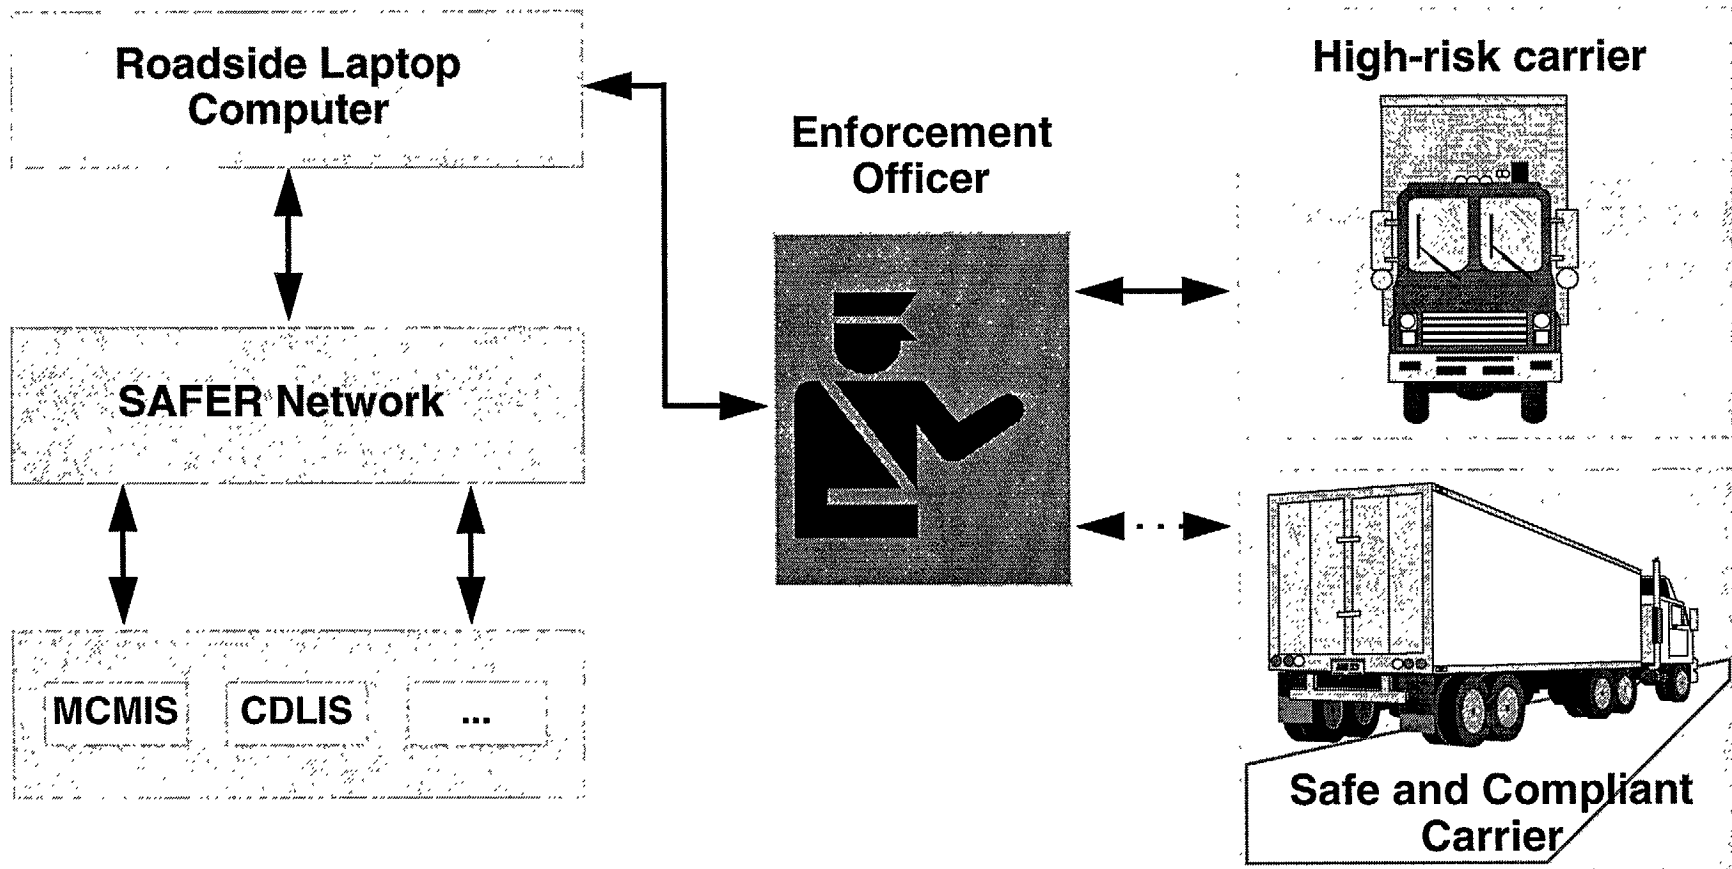 Roadside Laptop
Computer
Enforcement
Officer
High-risk carrier
SAFER Network
MCMIS
CDLIS
...
Safe and Compliant
Carrier